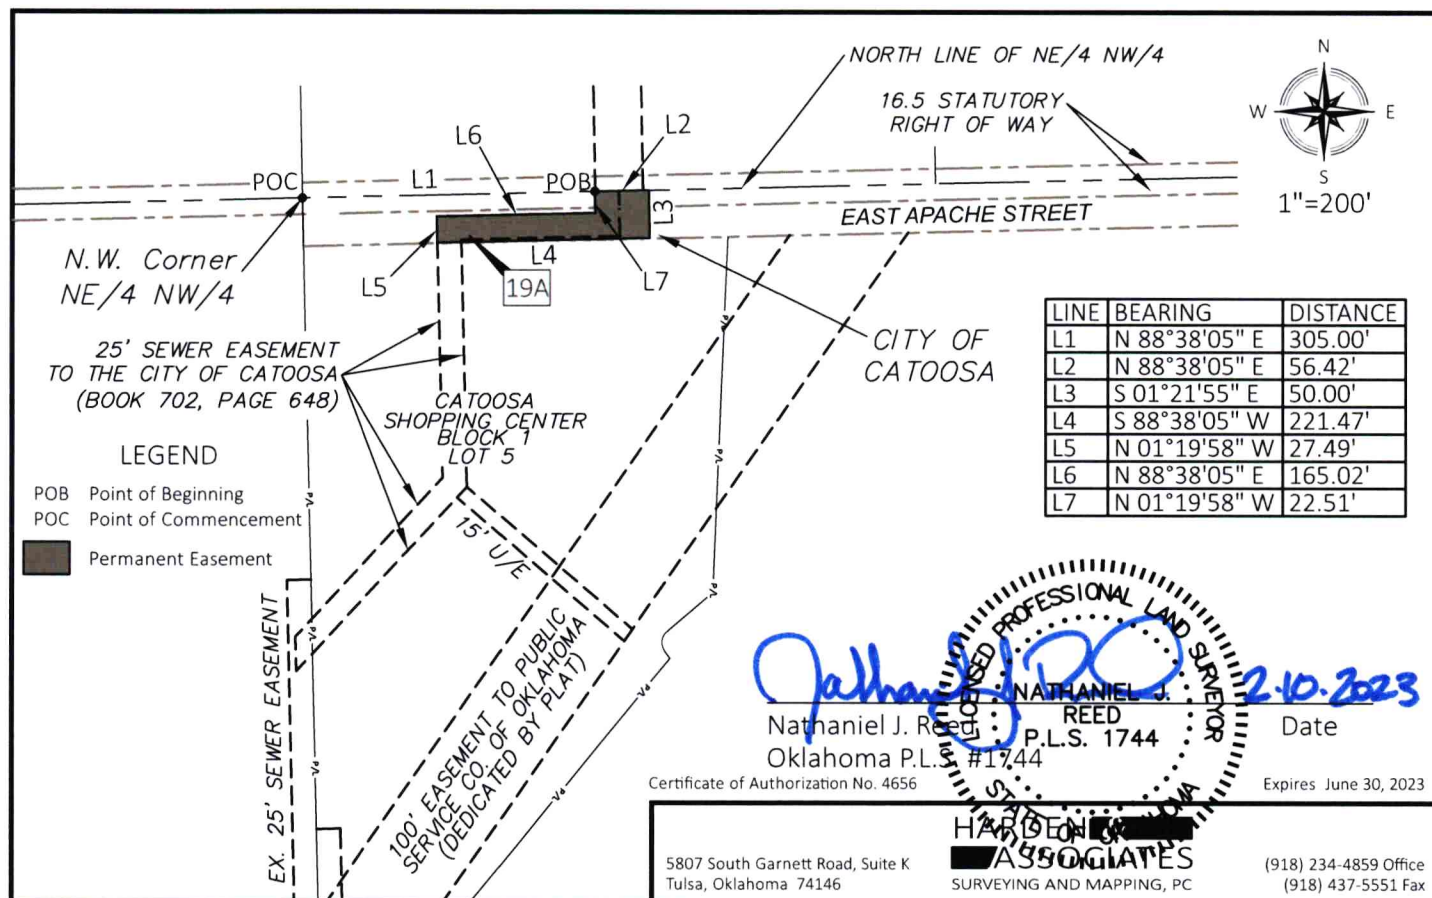 NORTH LINE OF NE/4 NW/4
16.5 STATUTORY
RIGHT OF WAY
N
W
E
S
1"=200'
L6
L2
POC
L1
POB
L3
EAST APACHE STREET
N.W. Corner
NE/4 NW/4
L5
L4
19A
L7
CITY OF
CATOOSA
25' SEWER EASEMENT
TO THE CITY OF CATOOSA
(BOOK 702, PAGE 648)
CATOOSA
SHOPPING CENTER
BLOCK 1
LOT 5
LINE BEARING DISTANCE
L1 N 88°38'05" E 305.00'
L2 N 88°38'05" E 56.42'
L3 S 01°21'55" E 50.00'
L4 S 88°38'05" W 221.47'
L5 N 01°19'58" W 27.49'
L6 N 88°38'05" E 165.02'
L7 N 01°19'58" W 22.51'
LEGEND
POB Point of Beginning
POC Point of Commencement
Permanent Easement
15' U/E
EX. 25' SEWER EASEMENT
100' EASEMENT TO PUBLIC
SERVICE CO. OF OKLAHOMA
(DEDICATED BY PLAT)
LICENSED PROFESSIONAL LAND SURVEYOR
NATHANIEL J.
REED
P.L.S. 1744
STATE OF OKLAHOMA
2.10.2023
Nathaniel J. Reed
Oklahoma P.L.S. #1744
Date
Certificate of Authorization No. 4656
Expires June 30, 2023
5807 South Garnett Road, Suite K
Tulsa, Oklahoma 74146
HARDEN
ASSOCIATES
SURVEYING AND MAPPING, PC
(918) 234-4859 Office
(918) 437-5551 Fax